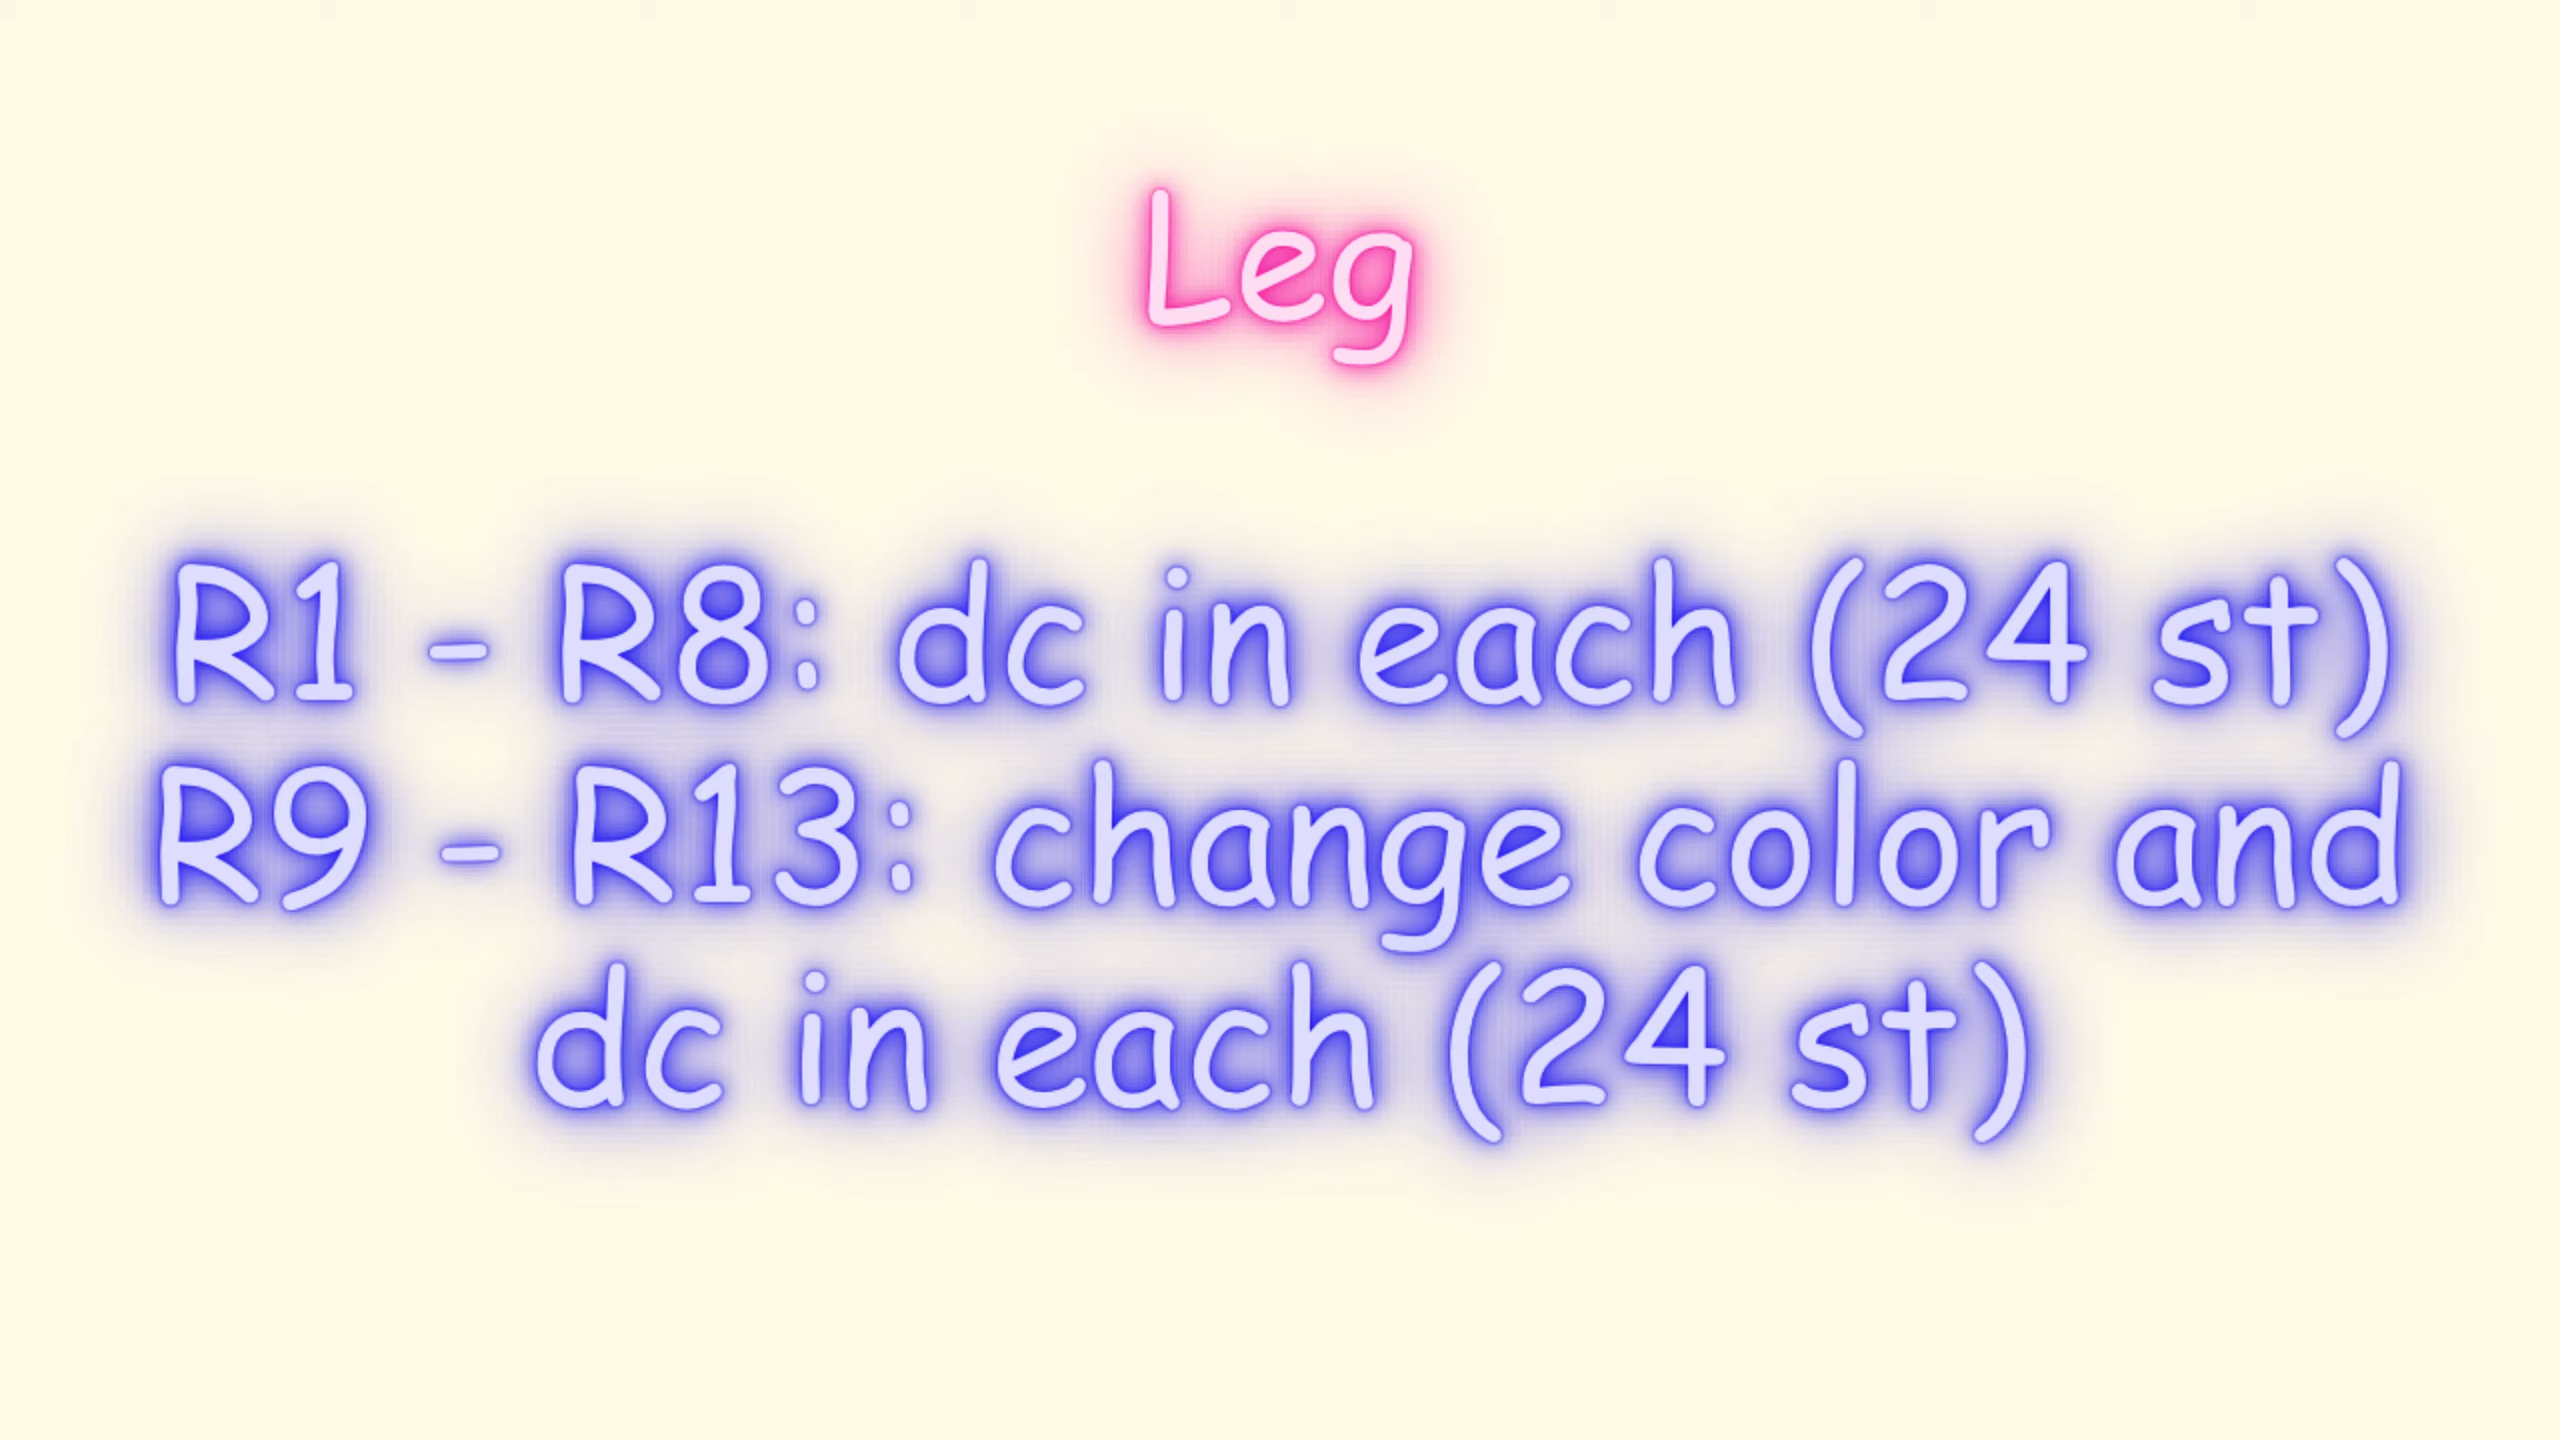 Leg
R1 - R8: dc in each (24 st)
R9 - R13: change color and
dc in each (24 st)